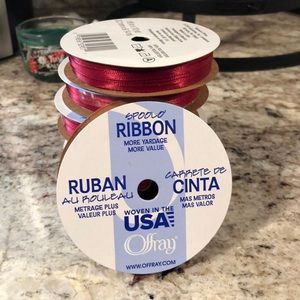 SPOOLO'
RIBBON
MORE YARDAGE
MORE VALUE
RUBAN
AU ROULEAU
METRAGE PLUS
VALEUR PLUS
CARRETE DE
CINTA
MAS METROS
MAS VALOR
WOVEN IN THE
USA
Offray
WWW.OFFRAY.COM